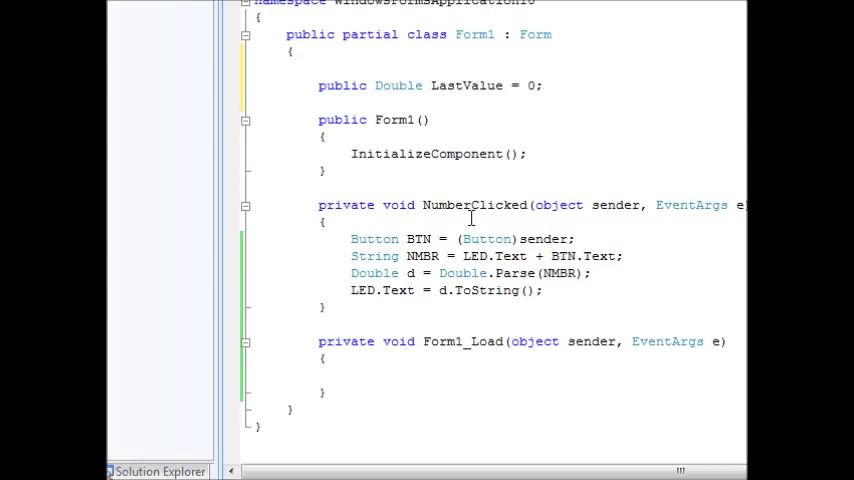 namespace WindowsFormsApplication10
{
public partial class Form1 : Form
{
public Double LastValue = 0;
public Form1()
{
InitializeComponent();
}
private void NumberClicked(object sender, EventArgs e)
{
Button BTN = (Button)sender;
String NMBR = LED.Text + BTN.Text;
Double d = Double.Parse(NMBR);
LED.Text = d.ToString();
}
private void Form1_Load(object sender, EventArgs e)
{
}
}
}
Solution Explorer